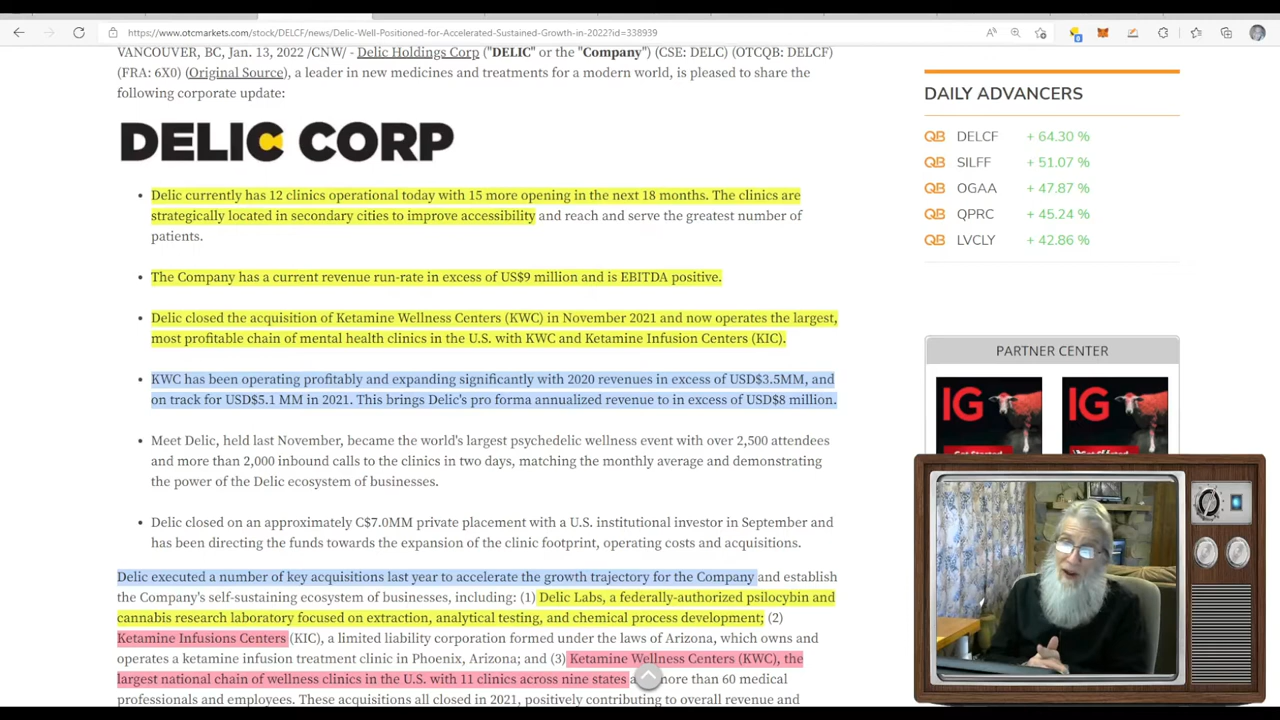 https://www.otcmarkets.com/stock/DELCF/news/Delic-Well-Positioned-for-Accelerated-Sustained-Growth-in-2022?id=338939
VANCOUVER, BC, Jan. 13, 2022 /CNW/ - Delic Holdings Corp ("DELIC" or the "Company") (CSE: DELC) (OTCQB: DELCF)
(FRA: 6X0) (Original Source), a leader in new medicines and treatments for a modern world, is pleased to share the
following corporate update:
DELIC CORP
• Delic currently has 12 clinics operational today with 15 more opening in the next 18 months. The clinics are
strategically located in secondary cities to improve accessibility and reach and serve the greatest number of
patients.
• The Company has a current revenue run-rate in excess of US$9 million and is EBITDA positive.
• Delic closed the acquisition of Ketamine Wellness Centers (KWC) in November 2021 and now operates the largest,
most profitable chain of mental health clinics in the U.S. with KWC and Ketamine Infusion Centers (KIC).
• KWC has been operating profitably and expanding significantly with 2020 revenues in excess of USD$3.5MM, and
on track for USD$5.1 MM in 2021. This brings Delic's pro forma annualized revenue to in excess of USD$8 million.
• Meet Delic, held last November, became the world's largest psychedelic wellness event with over 2,500 attendees
and more than 2,000 inbound calls to the clinics in two days, matching the monthly average and demonstrating
the power of the Delic ecosystem of businesses.
• Delic closed on an approximately C$7.0MM private placement with a U.S. institutional investor in September and
has been directing the funds towards the expansion of the clinic footprint, operating costs and acquisitions.
Delic executed a number of key acquisitions last year to accelerate the growth trajectory for the Company and establish
the Company's self-sustaining ecosystem of businesses, including: (1) Delic Labs, a federally-authorized psilocybin and
cannabis research laboratory focused on extraction, analytical testing, and chemical process development; (2)
Ketamine Infusions Centers (KIC), a limited liability corporation formed under the laws of Arizona, which owns and
operates a ketamine infusion treatment clinic in Phoenix, Arizona; and (3) Ketamine Wellness Centers (KWC), the
largest national chain of wellness clinics in the U.S. with 11 clinics across nine states more than 60 medical
professionals and employees. These acquisitions all closed in 2021, positively contributing to overall revenue and
DAILY ADVANCERS
QB DELCF + 64.30 %
QB SILFF + 51.07 %
QB OGAA + 47.87 %
QB QPRC + 45.24 %
QB LVCLY + 42.86 %
PARTNER CENTER
IG IG